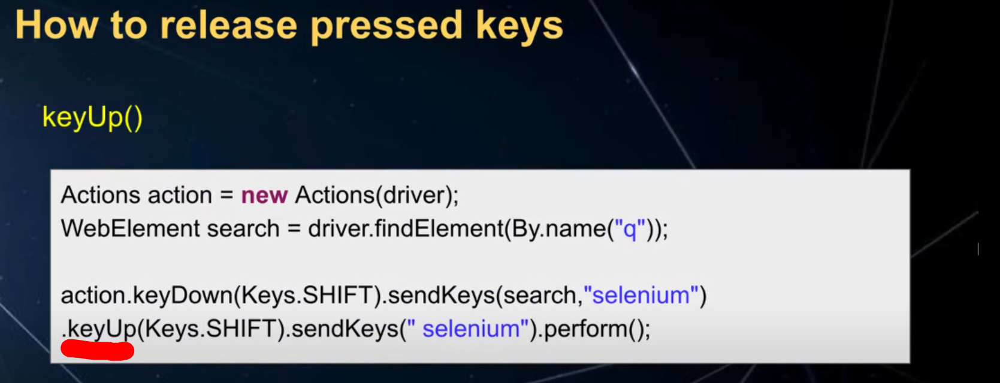 How to release pressed keys
keyUp()
Actions action = new Actions(driver);
WebElement search = driver.findElement(By.name("q"));
action.keyDown(Keys.SHIFT).sendKeys(search,"selenium")
.keyUp(Keys.SHIFT).sendKeys(" selenium").perform();